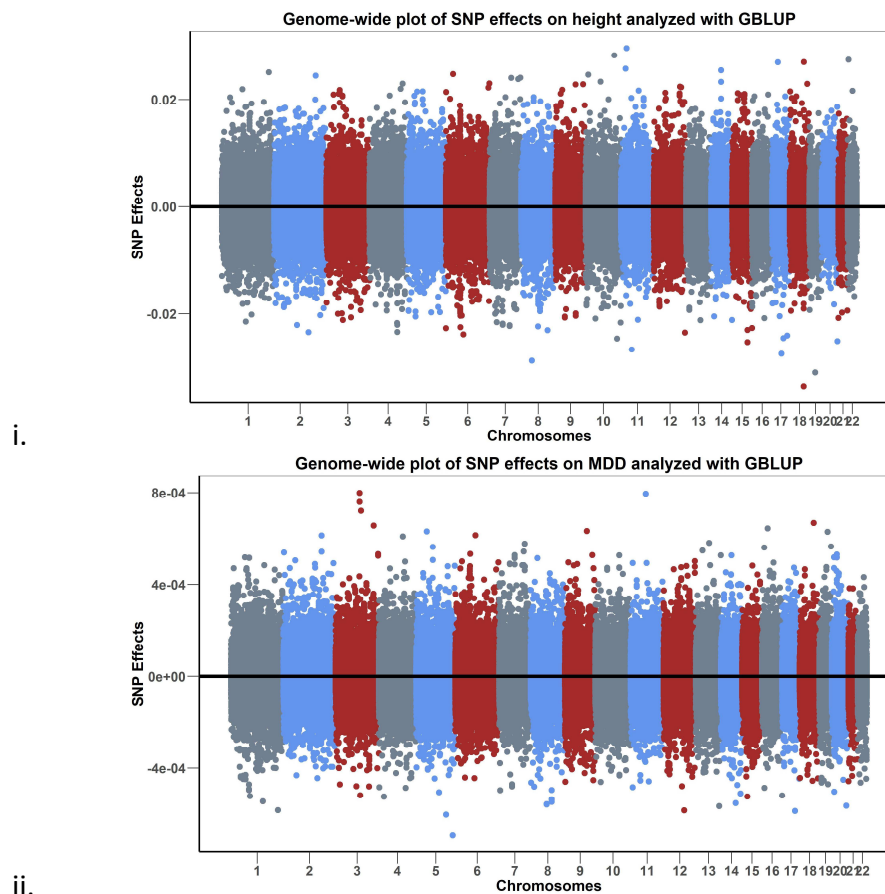 Genome-wide plot of SNP effects on height analyzed with GBLUP
SNP Effects
0.02
0.00
-0.02
1 2 3 4 5 6 7 8 9 10 11 12 13 14 15 16 17 18 19 20 21 22
Chromosomes
i.
Genome-wide plot of SNP effects on MDD analyzed with GBLUP
SNP Effects
8e-04
4e-04
0e+00
-4e-04
1 2 3 4 5 6 7 8 9 10 11 12 13 14 15 16 17 18 19 20 21 22
Chromosomes
ii.